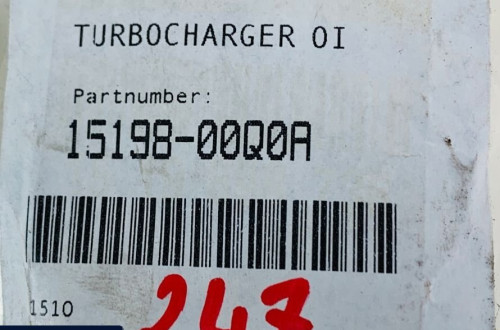 TURBOCHARGER OI
Partnumber:
15198-00Q0A
1510
243